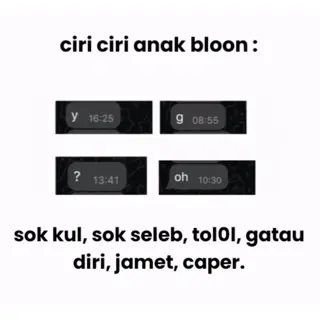 ciri ciri anak bloon :
y 16:25
g 08:55
? 13:41
oh 10:30
sok kul, sok seleb, tol0l, gatau
diri, jamet, caper.